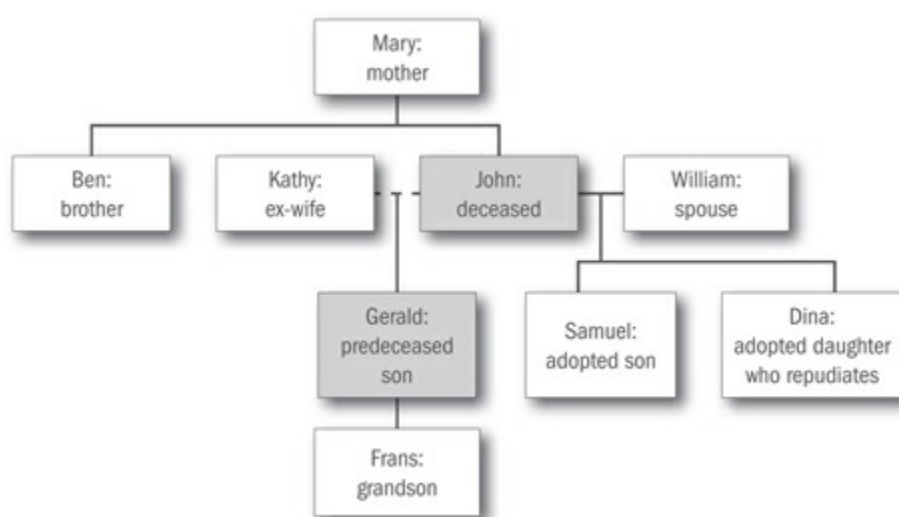 Mary:
mother
Ben:
brother
Kathy:
ex-wife
John:
deceased
William:
spouse
Gerald:
predeceased
son
Samuel:
adopted son
Dina:
adopted daughter
who repudiates
Frans:
grandson